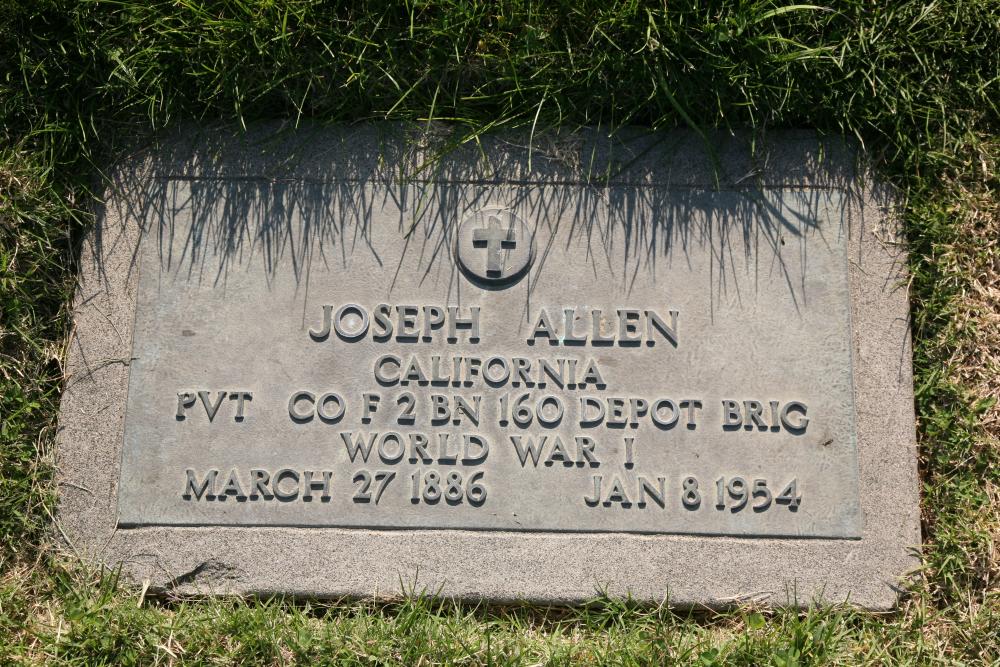 JOSEPH ALLEN
CALIFORNIA
PVT CO F 2 BN 160 DEPOT BRIG
WORLD WAR I
MARCH 27 1886 JAN 8 1954